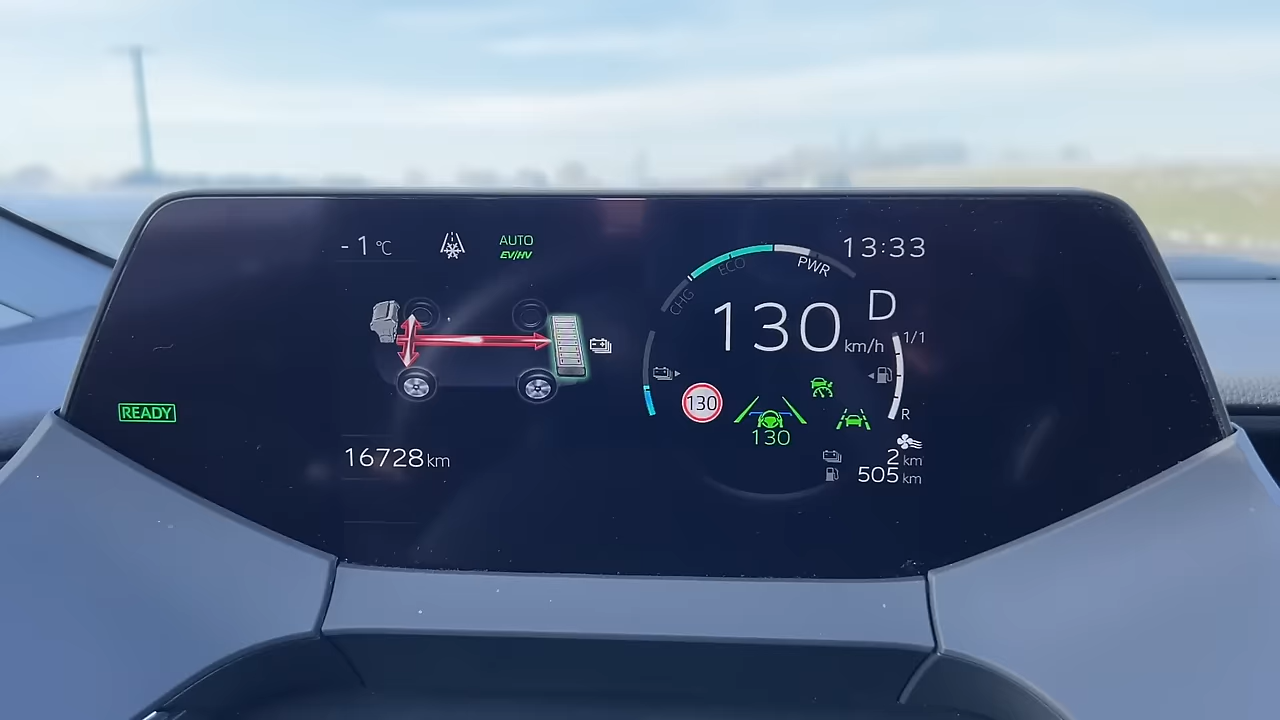 - 1 °C
AUTO
EV/HV
READY
16728 km
CHG
ECO
PWR
13:33
D
130 km/h
1/1
R
130
130
2 km
505 km